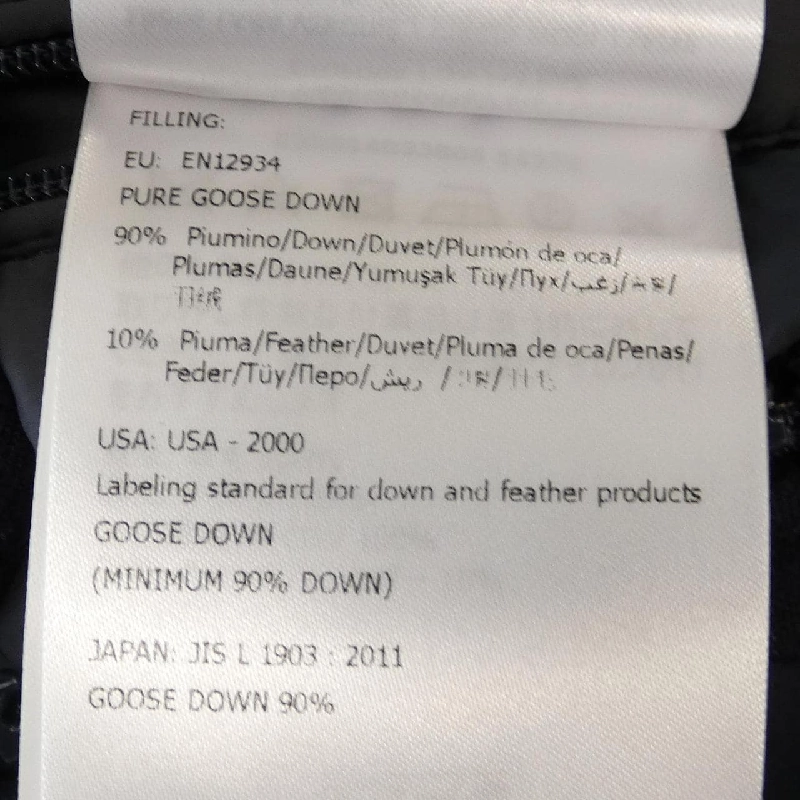 FILLING:
EU: EN12934
PURE GOOSE DOWN
90% Piumino/Down/Duvet/Plumón de oca/
Plumas/Daune/Yumuşak Tüy/Пух/زغب/
10% Piuma/Feather/Duvet/Pluma de oca/Penas/
Feder/Tüy/Перо/ريش /
USA: USA - 2000
Labeling standard for down and feather products
GOOSE DOWN
(MINIMUM 90% DOWN)
JAPAN: JIS L 1903 : 2011
GOOSE DOWN 90%